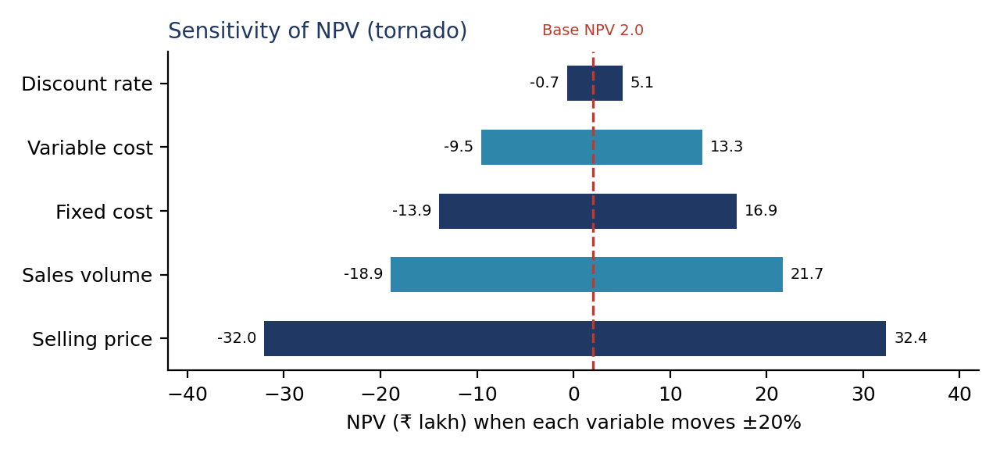 Sensitivity of NPV (tornado)
Base NPV 2.0
Discount rate -0.7 5.1
Variable cost -9.5 13.3
Fixed cost -13.9 16.9
Sales volume -18.9 21.7
Selling price -32.0 32.4
−40 −30 −20 −10 0 10 20 30 40
NPV (₹ lakh) when each variable moves ±20%